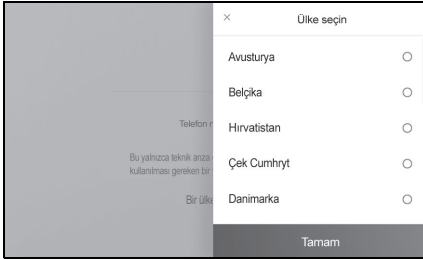 × Ülke seçin
Avusturya
Belçika
Hırvatistan
Çek Cumhryt
Danimarka
Tamam
Telefon
Bu yalnızca teknik arıza
kullanılması gereken bir
Bir ülke